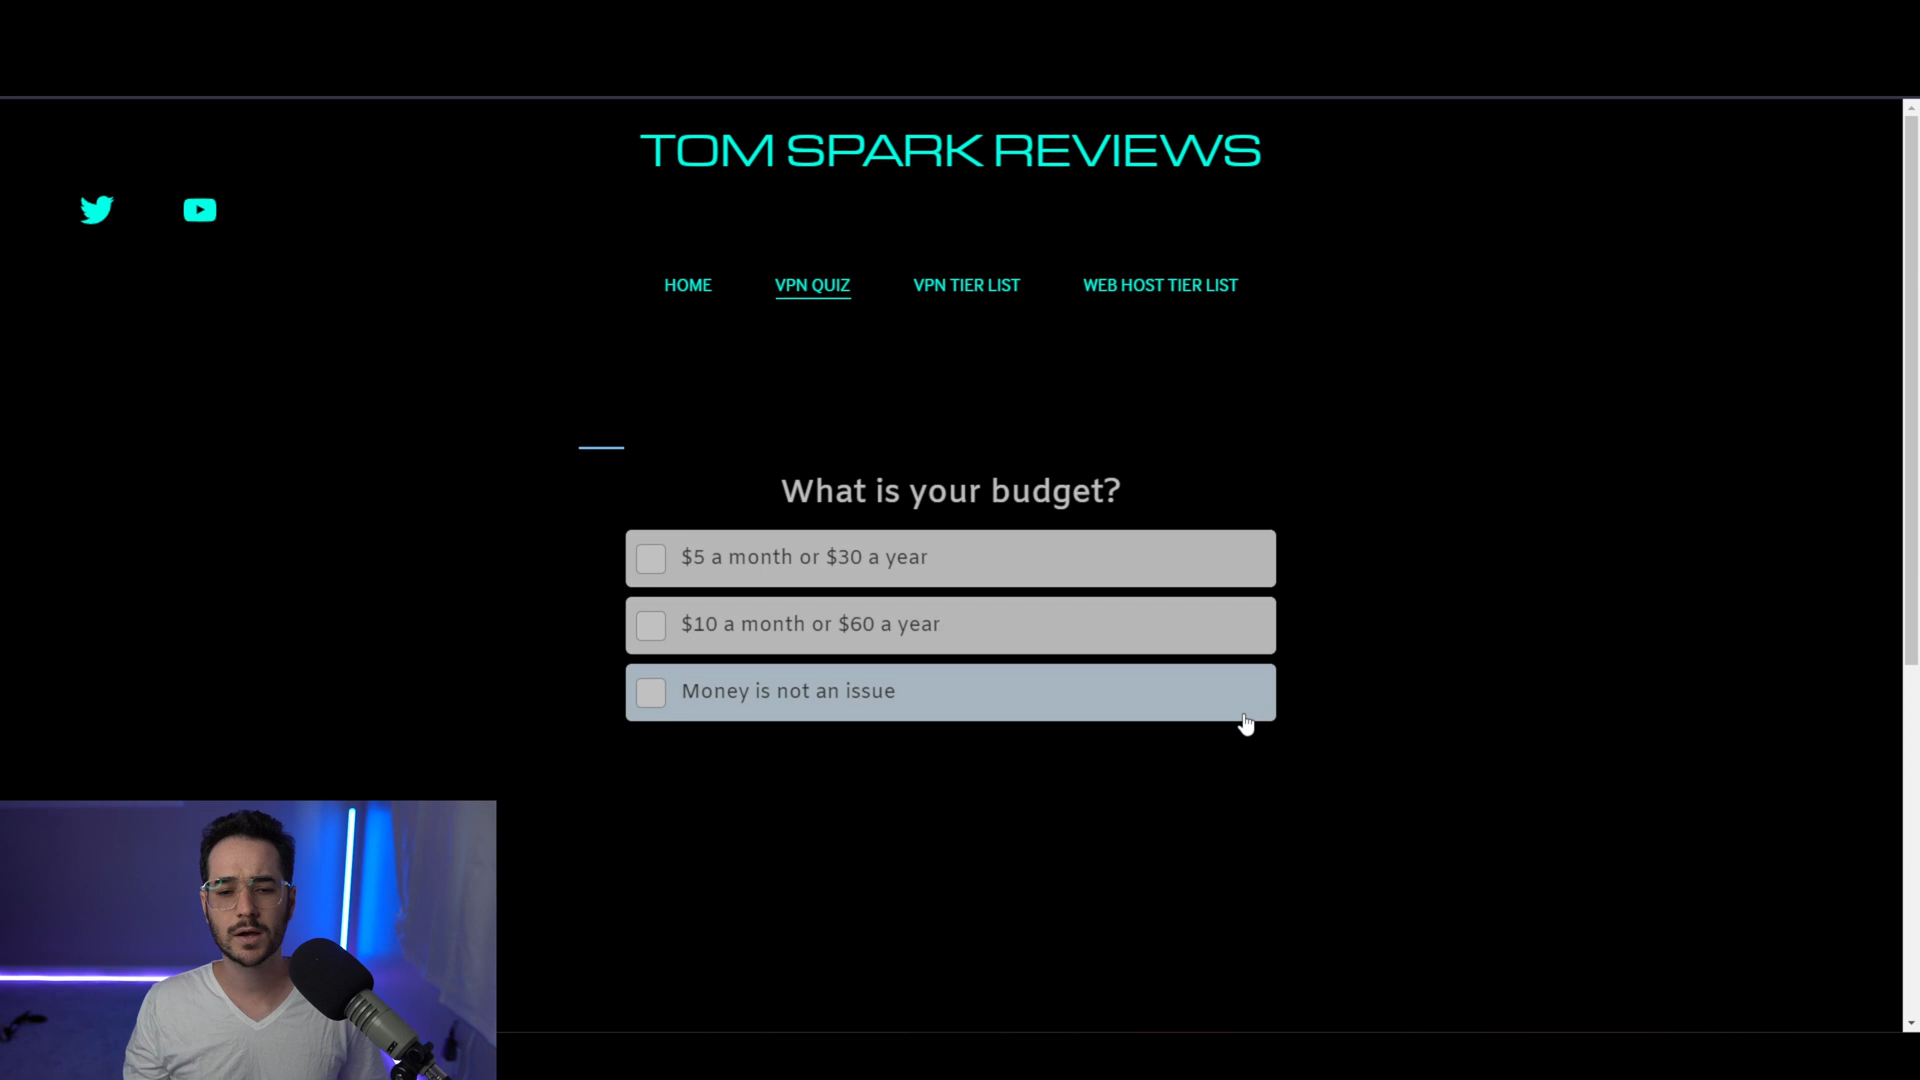 TOM SPARK REVIEWS
HOME VPN QUIZ VPN TIER LIST WEB HOST TIER LIST
What is your budget?
$5 a month or $30 a year
$10 a month or $60 a year
Money is not an issue